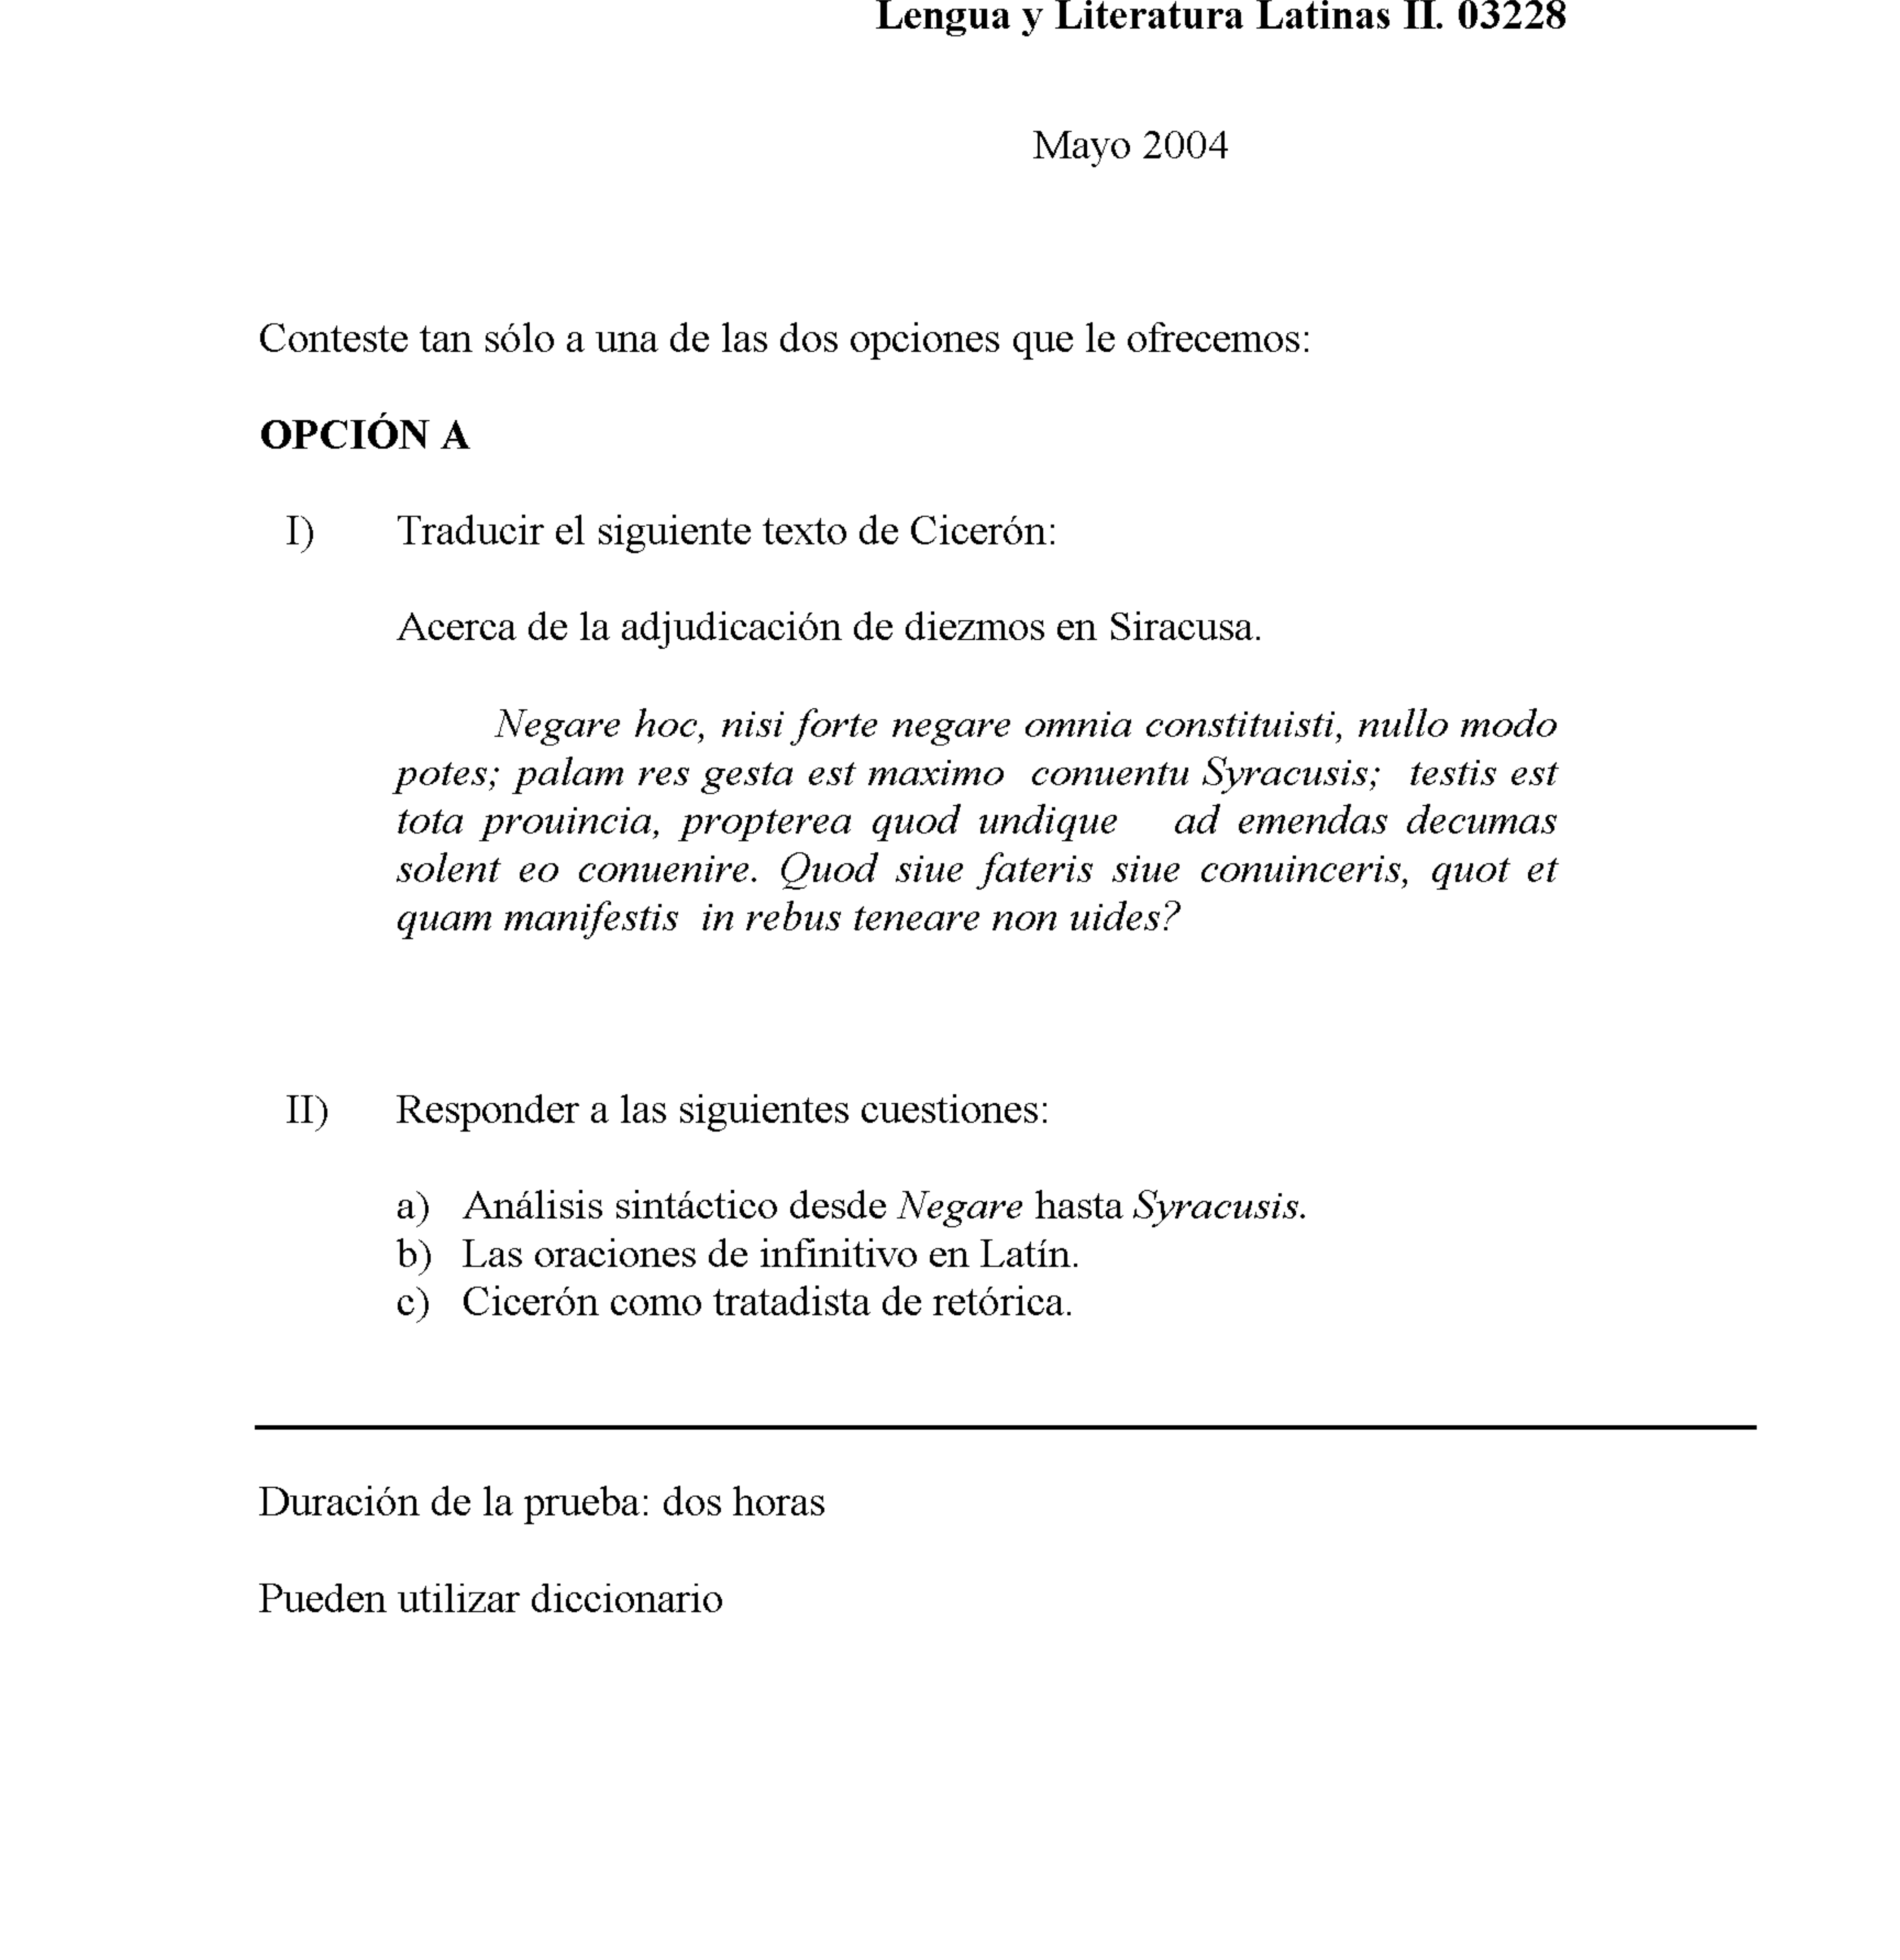 Lengua y Literatura Latinas II. 03228
Mayo 2004
Conteste tan sólo a una de las dos opciones que le ofrecemos:
OPCIÓN A
I) Traducir el siguiente texto de Cicerón:
Acerca de la adjudicación de diezmos en Siracusa.
Negare hoc, nisi forte negare omnia constituisti, nullo modo
potes; palam res gesta est maximo conuentu Syracusis; testis est
tota prouincia, propterea quod undique ad emendas decumas
solent eo conuenire. Quod siue fateris siue conuinceris, quot et
quam manifestis in rebus teneare non uides?
II) Responder a las siguientes cuestiones:
a) Análisis sintáctico desde Negare hasta Syracusis.
b) Las oraciones de infinitivo en Latín.
c) Cicerón como tratadista de retórica.
Duración de la prueba: dos horas
Pueden utilizar diccionario